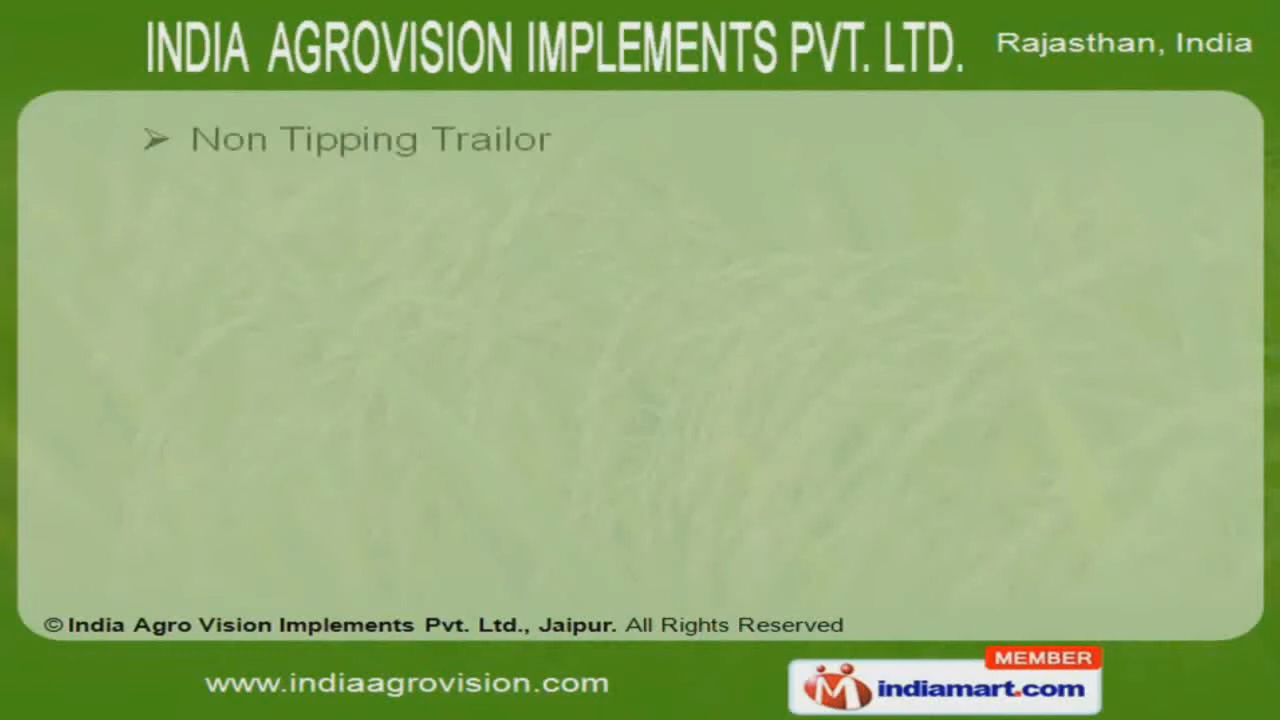 INDIA AGROVISION IMPLEMENTS PVT. LTD.
Rajasthan, India
➢ Non Tipping Trailor
© India Agro Vision Implements Pvt. Ltd., Jaipur. All Rights Reserved
www.indiaagrovision.com
MEMBER
indiamart.com